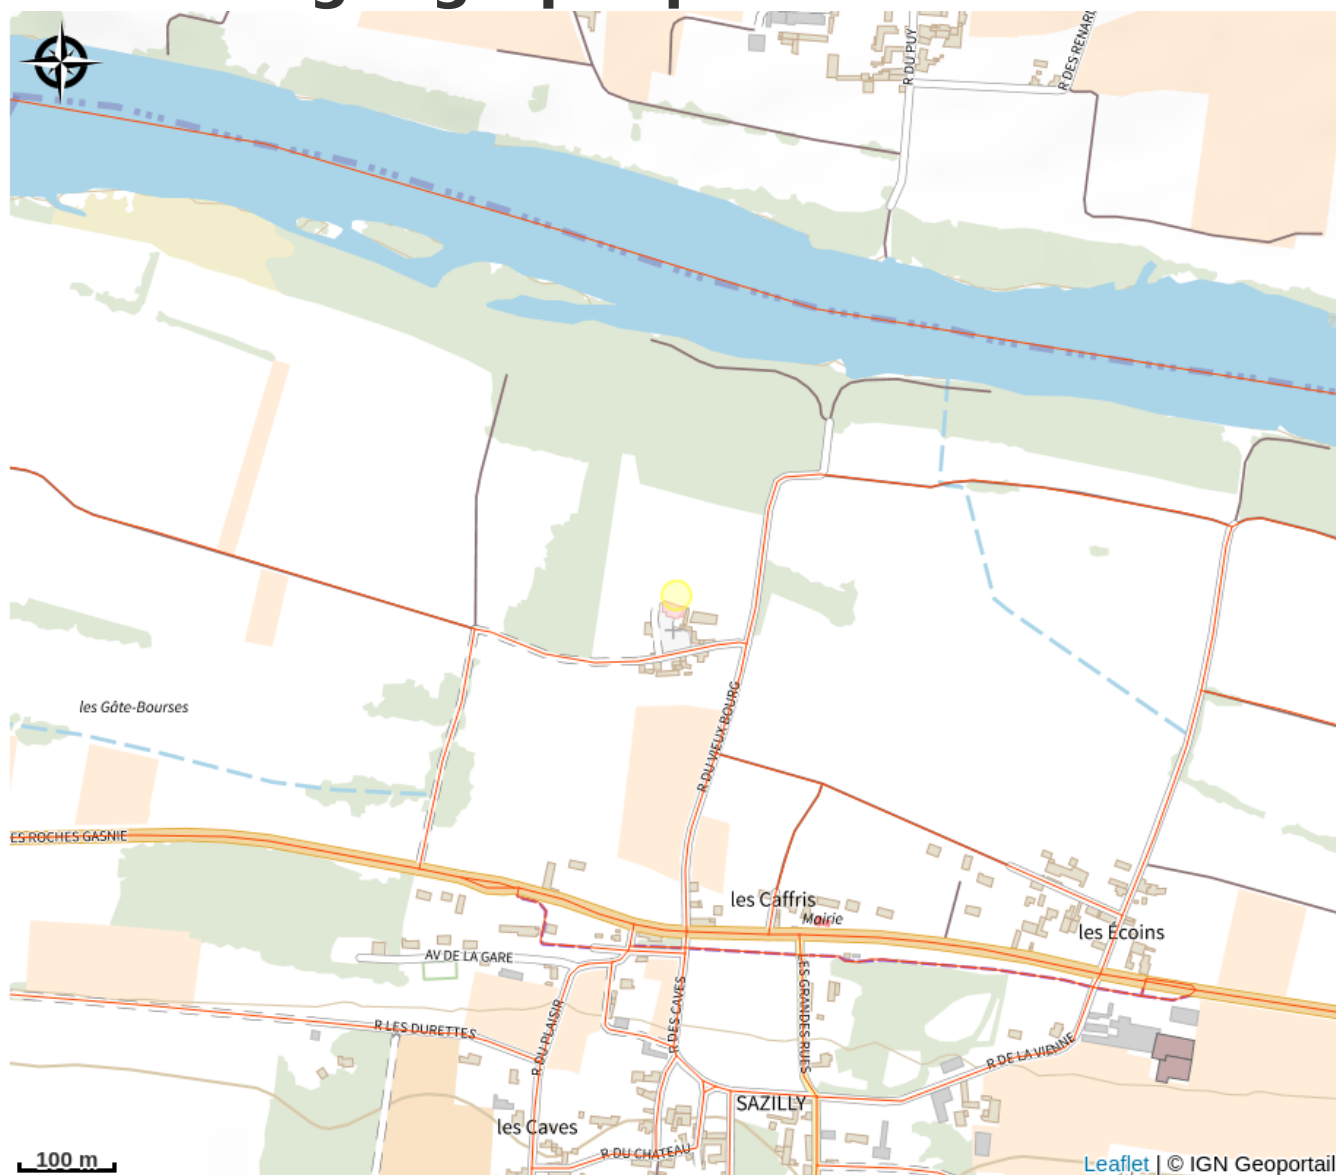 R DU PUY
R DES RENAR
les Gâte-Bourses
R DU VIEUX BOURG
ES ROCHES GASNIE
les Caffris
Mairie
les Écoins
AV DE LA GARE
R LES DURETTES
R DU PLAISIR
R DES CAVES
LES GRANDES RUES
R DE LA VIENNE
SAZILLY
les Caves
R DU CHATEAU
100 m
Leaflet | © IGN Geoportail